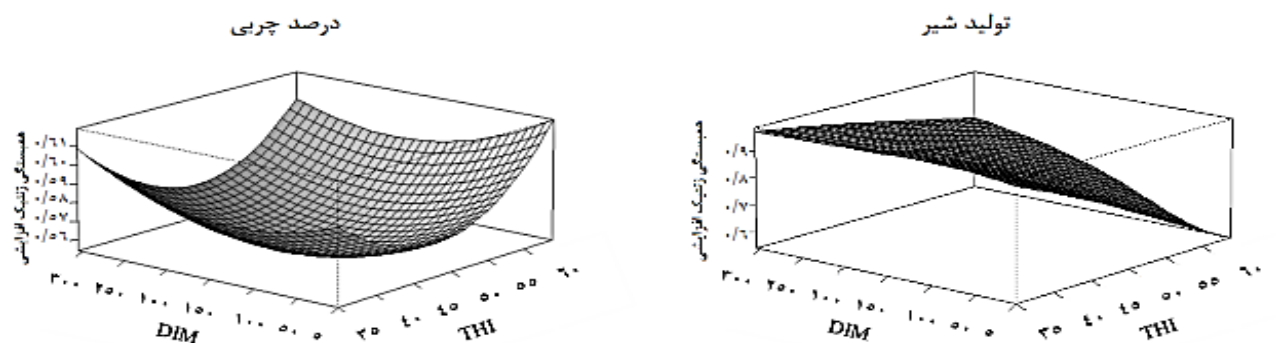 درصد چربی
تولید شیر
همبستگی ژنتیک افزایشی
۰/۶۱
۰/۶۰
۰/۵۹
۰/۵۸
۰/۵۷
۰/۵۶
۳۰۰ ۲۵۰ ۲۰۰ ۱۵۰ ۱۰۰ ۵۰ ۵
DIM
۳۵ ۴۰ ۴۵ ۵۰ ۵۵ ۶۰
THI
همبستگی ژنتیک افزایشی
۰/۹
۰/۸
۰/۷
۰/۶
۳۰۰ ۲۵۰ ۲۰۰ ۱۵۰ ۱۰۰ ۵۰ ۵
DIM
۳۵ ۴۰ ۴۵ ۵۰ ۵۵ ۶۰
THI